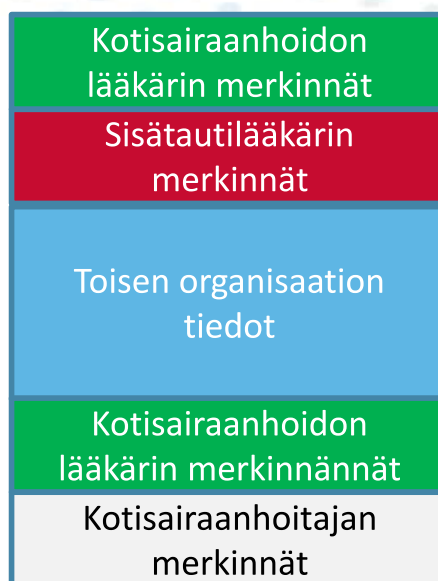 Kotisairaanhoidon
lääkärin merkinnät
Sisätautilääkärin
merkinnät
Toisen organisaation
tiedot
Kotisairaanhoidon
lääkärin merkinnännät
Kotisairaanhoitajan
merkinnät